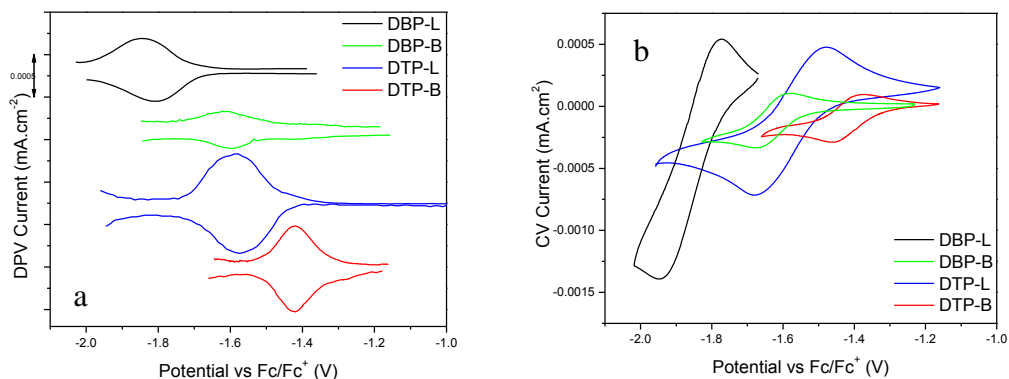 DBP-L
DBP-B
DTP-L
DTP-B
0.0005
DPV Current (mA.cm⁻²)
a
-2.0 -1.8 -1.6 -1.4 -1.2 -1.0
Potential vs Fc/Fc⁺ (V)
b
0.0005
0.0000
-0.0005
-0.0010
-0.0015
CV Current (mA.cm²)
DBP-L
DBP-B
DTP-L
DTP-B
-2.0 -1.8 -1.6 -1.4 -1.2 -1.0
Potential vs Fc/Fc⁺ (V)